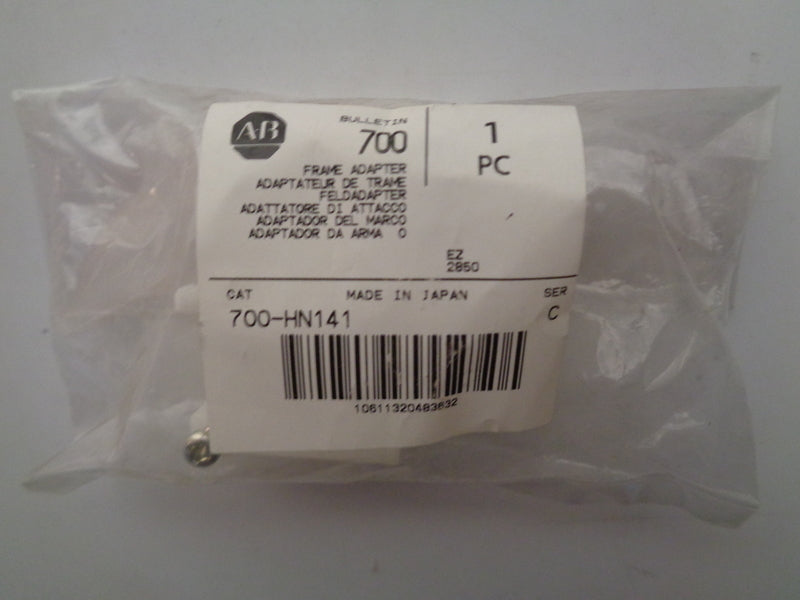 AB
BULLETIN
700
1
PC
FRAME ADAPTER
ADAPTATEUR DE TRAME
FELDADAPTER
ADATTATORE DI ATTACCO
ADAPTADOR DEL MARCO
ADAPTADOR DA ARMA O
EZ
2850
CAT
MADE IN JAPAN
SER
700-HN141
C
10611320483632